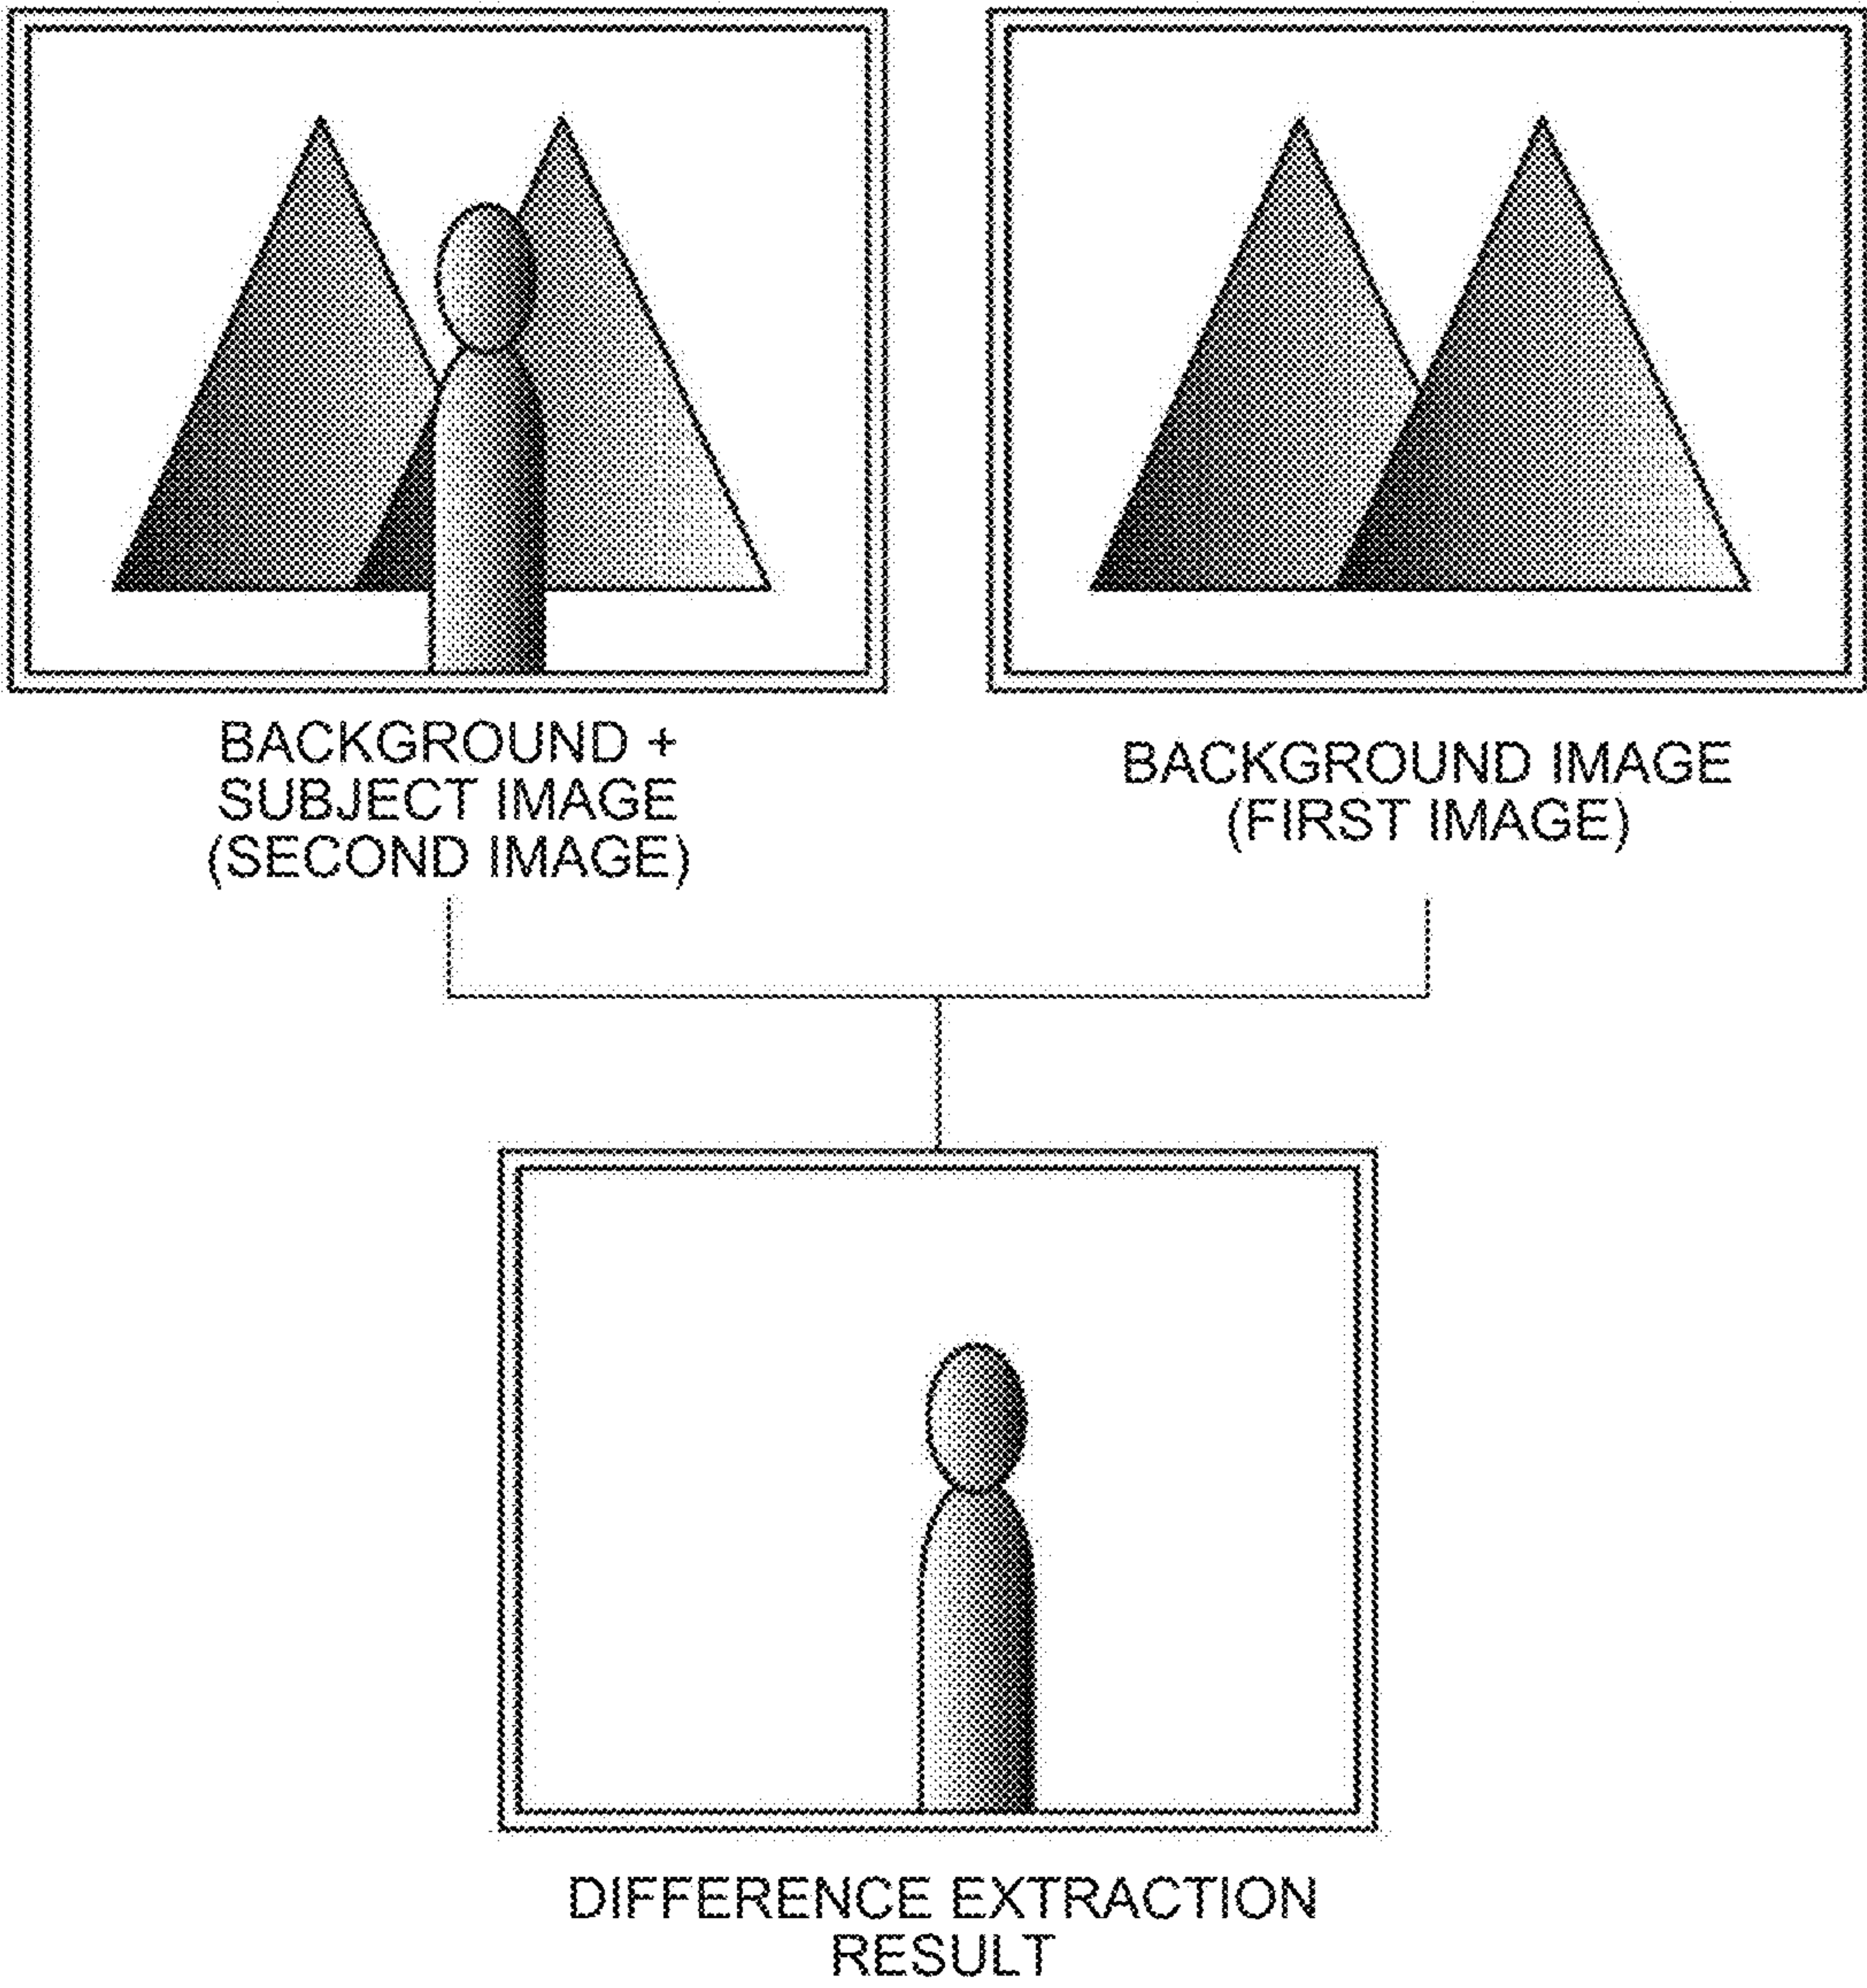 BACKGROUND +
SUBJECT IMAGE
(SECOND IMAGE)
BACKGROUND IMAGE
(FIRST IMAGE)
DIFFERENCE EXTRACTION
RESULT